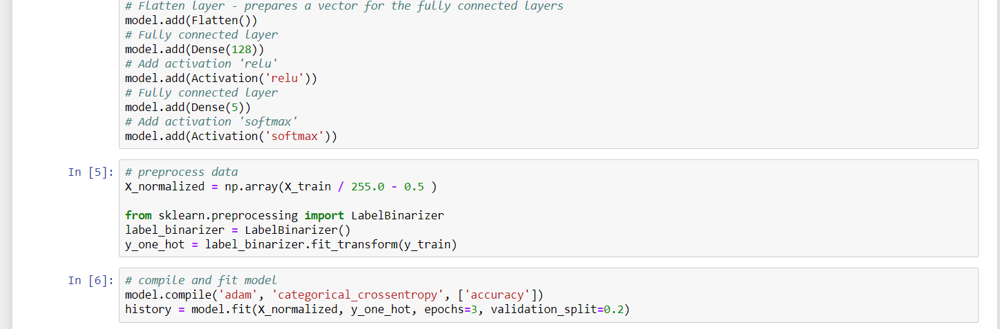 # Flatten layer - prepares a vector for the fully connected layers
model.add(Flatten())
# Fully connected layer
model.add(Dense(128))
# Add activation 'relu'
model.add(Activation('relu'))
# Fully connected layer
model.add(Dense(5))
# Add activation 'softmax'
model.add(Activation('softmax'))
In [5]: # preprocess data
X_normalized = np.array(X_train / 255.0 - 0.5 )
from sklearn.preprocessing import LabelBinarizer
label_binarizer = LabelBinarizer()
y_one_hot = label_binarizer.fit_transform(y_train)
In [6]: # compile and fit model
model.compile('adam', 'categorical_crossentropy', ['accuracy'])
history = model.fit(X_normalized, y_one_hot, epochs=3, validation_split=0.2)